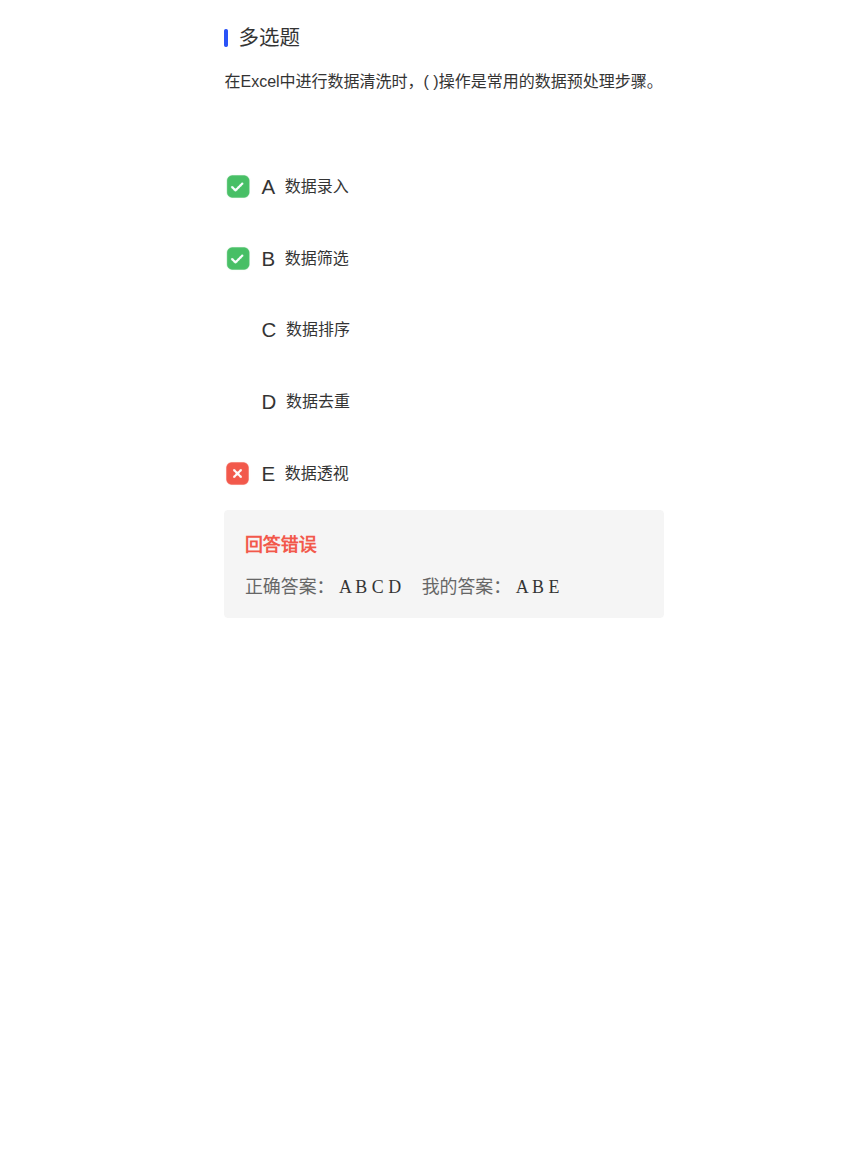 多选题
在Excel中进行数据清洗时，( )操作是常用的数据预处理步骤。
A 数据录入
B 数据筛选
C 数据排序
D 数据去重
E 数据透视
回答错误
正确答案： A B C D 我的答案： A B E